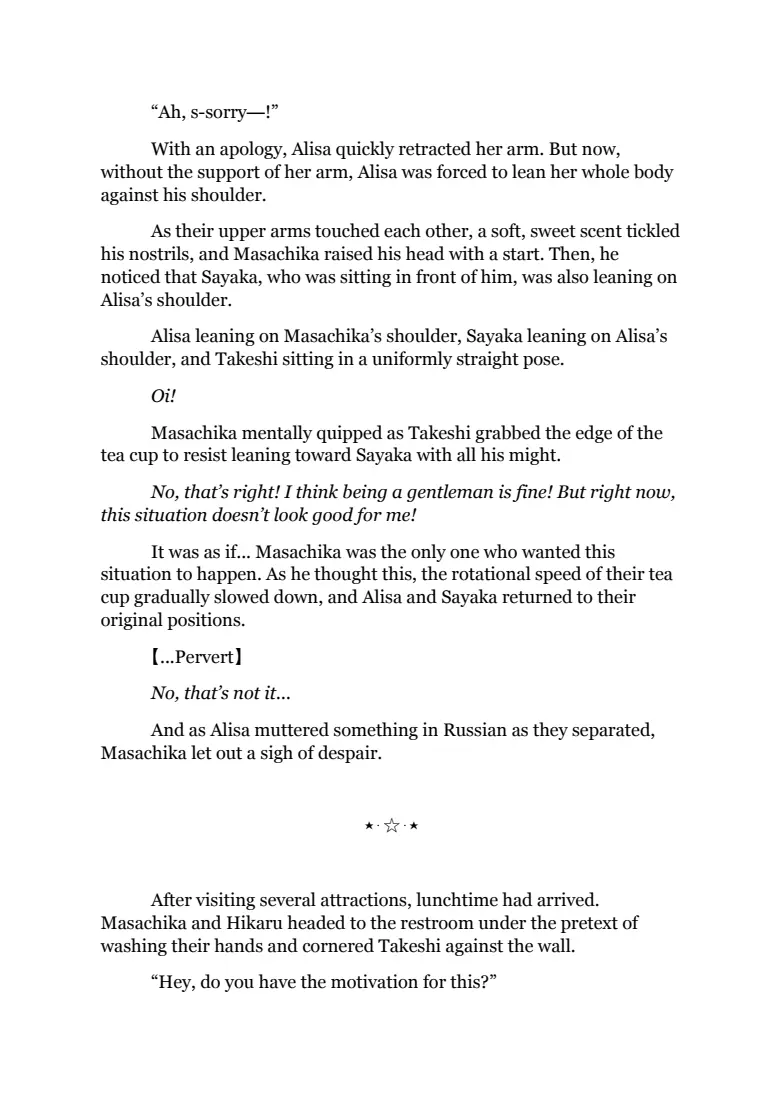 “Ah, s-sorry—!”
With an apology, Alisa quickly retracted her arm. But now,
without the support of her arm, Alisa was forced to lean her whole body
against his shoulder.
As their upper arms touched each other, a soft, sweet scent tickled
his nostrils, and Masachika raised his head with a start. Then, he
noticed that Sayaka, who was sitting in front of him, was also leaning on
Alisa’s shoulder.
Alisa leaning on Masachika’s shoulder, Sayaka leaning on Alisa’s
shoulder, and Takeshi sitting in a uniformly straight pose.
Oi!
Masachika mentally quipped as Takeshi grabbed the edge of the
tea cup to resist leaning toward Sayaka with all his might.
No, that’s right! I think being a gentleman is fine! But right now,
this situation doesn’t look good for me!
It was as if... Masachika was the only one who wanted this
situation to happen. As he thought this, the rotational speed of their tea
cup gradually slowed down, and Alisa and Sayaka returned to their
original positions.
【...Pervert】
No, that’s not it...
And as Alisa muttered something in Russian as they separated,
Masachika let out a sigh of despair.
⋆·☆·⋆
After visiting several attractions, lunchtime had arrived.
Masachika and Hikaru headed to the restroom under the pretext of
washing their hands and cornered Takeshi against the wall.
“Hey, do you have the motivation for this?”